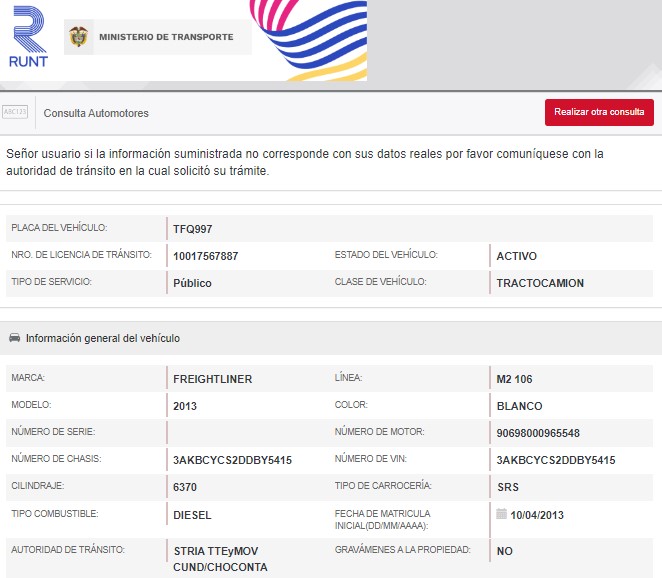 RUNT
MINISTERIO DE TRANSPORTE
ABC123
Consulta Automotores
Realizar otra consulta
Señor usuario si la información suministrada no corresponde con sus datos reales por favor comuníquese con la
autoridad de tránsito en la cual solicitó su trámite.
PLACA DEL VEHÍCULO: TFQ997
NRO. DE LICENCIA DE TRÁNSITO: 10017567887 ESTADO DEL VEHÍCULO: ACTIVO
TIPO DE SERVICIO: Público CLASE DE VEHÍCULO: TRACTOCAMION
Información general del vehículo
MARCA: FREIGHTLINER LÍNEA: M2 106
MODELO: 2013 COLOR: BLANCO
NÚMERO DE SERIE: NÚMERO DE MOTOR: 90698000965548
NÚMERO DE CHASIS: 3AKBCYCS2DDBY5415 NÚMERO DE VIN: 3AKBCYCS2DDBY5415
CILINDRAJE: 6370 TIPO DE CARROCERÍA: SRS
TIPO COMBUSTIBLE: DIESEL FECHA DE MATRICULA
INICIAL(DD/MM/AAAA): 10/04/2013
AUTORIDAD DE TRÁNSITO: STRIA TTEyMOV GRAVÁMENES A LA PROPIEDAD: NO
CUND/CHOCONTA